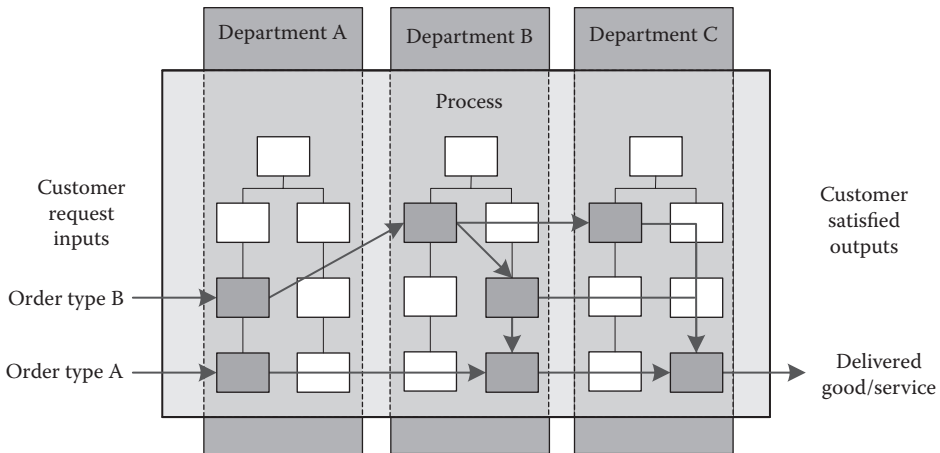 Department A
Department B
Department C
Process
Customer
request
inputs
Customer
satisfied
outputs
Order type B
Order type A
Delivered
good/service